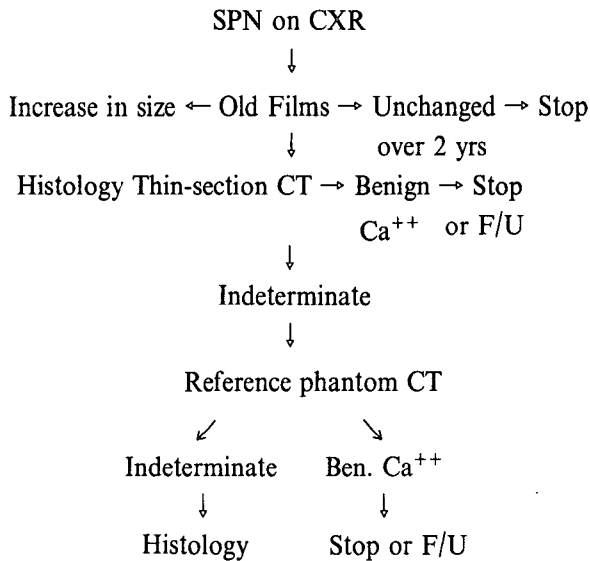 SPN on CXR
↓
Increase in size ← Old Films → Unchanged → Stop
↓ over 2 yrs
Histology Thin-section CT → Benign → Stop
Ca++ or F/U
↓
Indeterminate
↓
Reference phantom CT
↙ ↘
Indeterminate Ben. Ca++
↓ ↓
Histology Stop or F/U